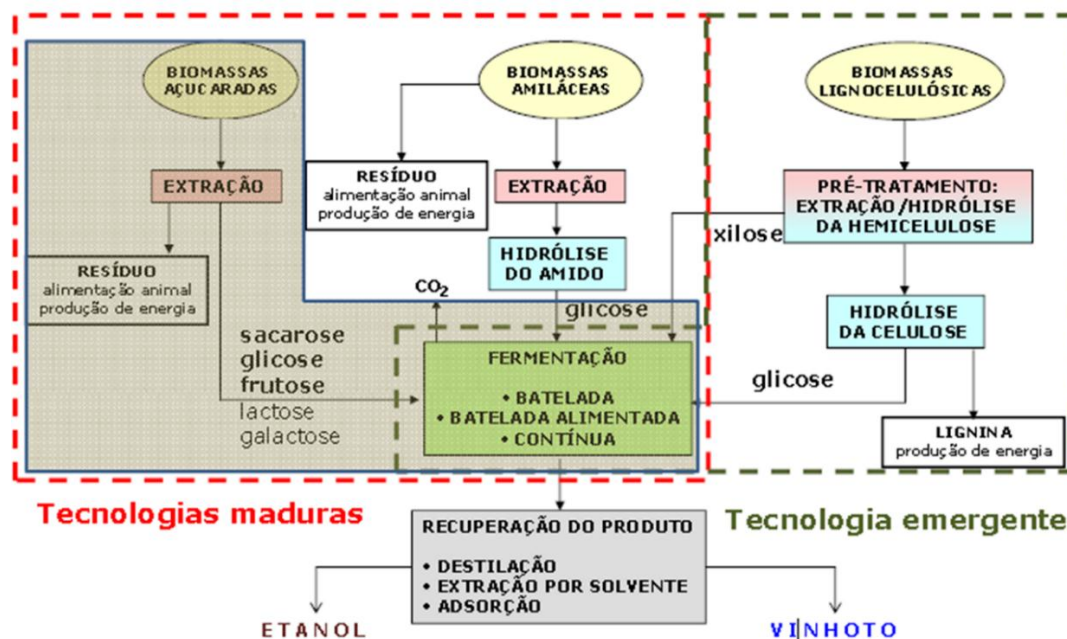 BIOMASSAS
AÇUCARADAS
BIOMASSAS
AMILÁCEAS
BIOMASSAS
LIGNOCELULÓSICAS
EXTRAÇÃO
RESÍDUO
alimentação animal
produção de energia
EXTRAÇÃO
PRÉ-TRATAMENTO:
EXTRAÇÃO/HIDRÓLISE
DA HEMICELULOSE
xilose
RESÍDUO
alimentação animal
produção de energia
HIDRÓLISE
DO AMIDO
CO2
glicose
HIDRÓLISE
DA CELULOSE
sacarose
glicose
frutose
lactose
galactose
FERMENTAÇÃO
• BATELADA
• BATELADA ALIMENTADA
• CONTÍNUA
glicose
LIGNINA
produção de energia
Tecnologias maduras
Tecnologia emergente
RECUPERAÇÃO DO PRODUTO
• DESTILAÇÃO
• EXTRAÇÃO POR SOLVENTE
• ADSORÇÃO
ETANOL
VINHOTO